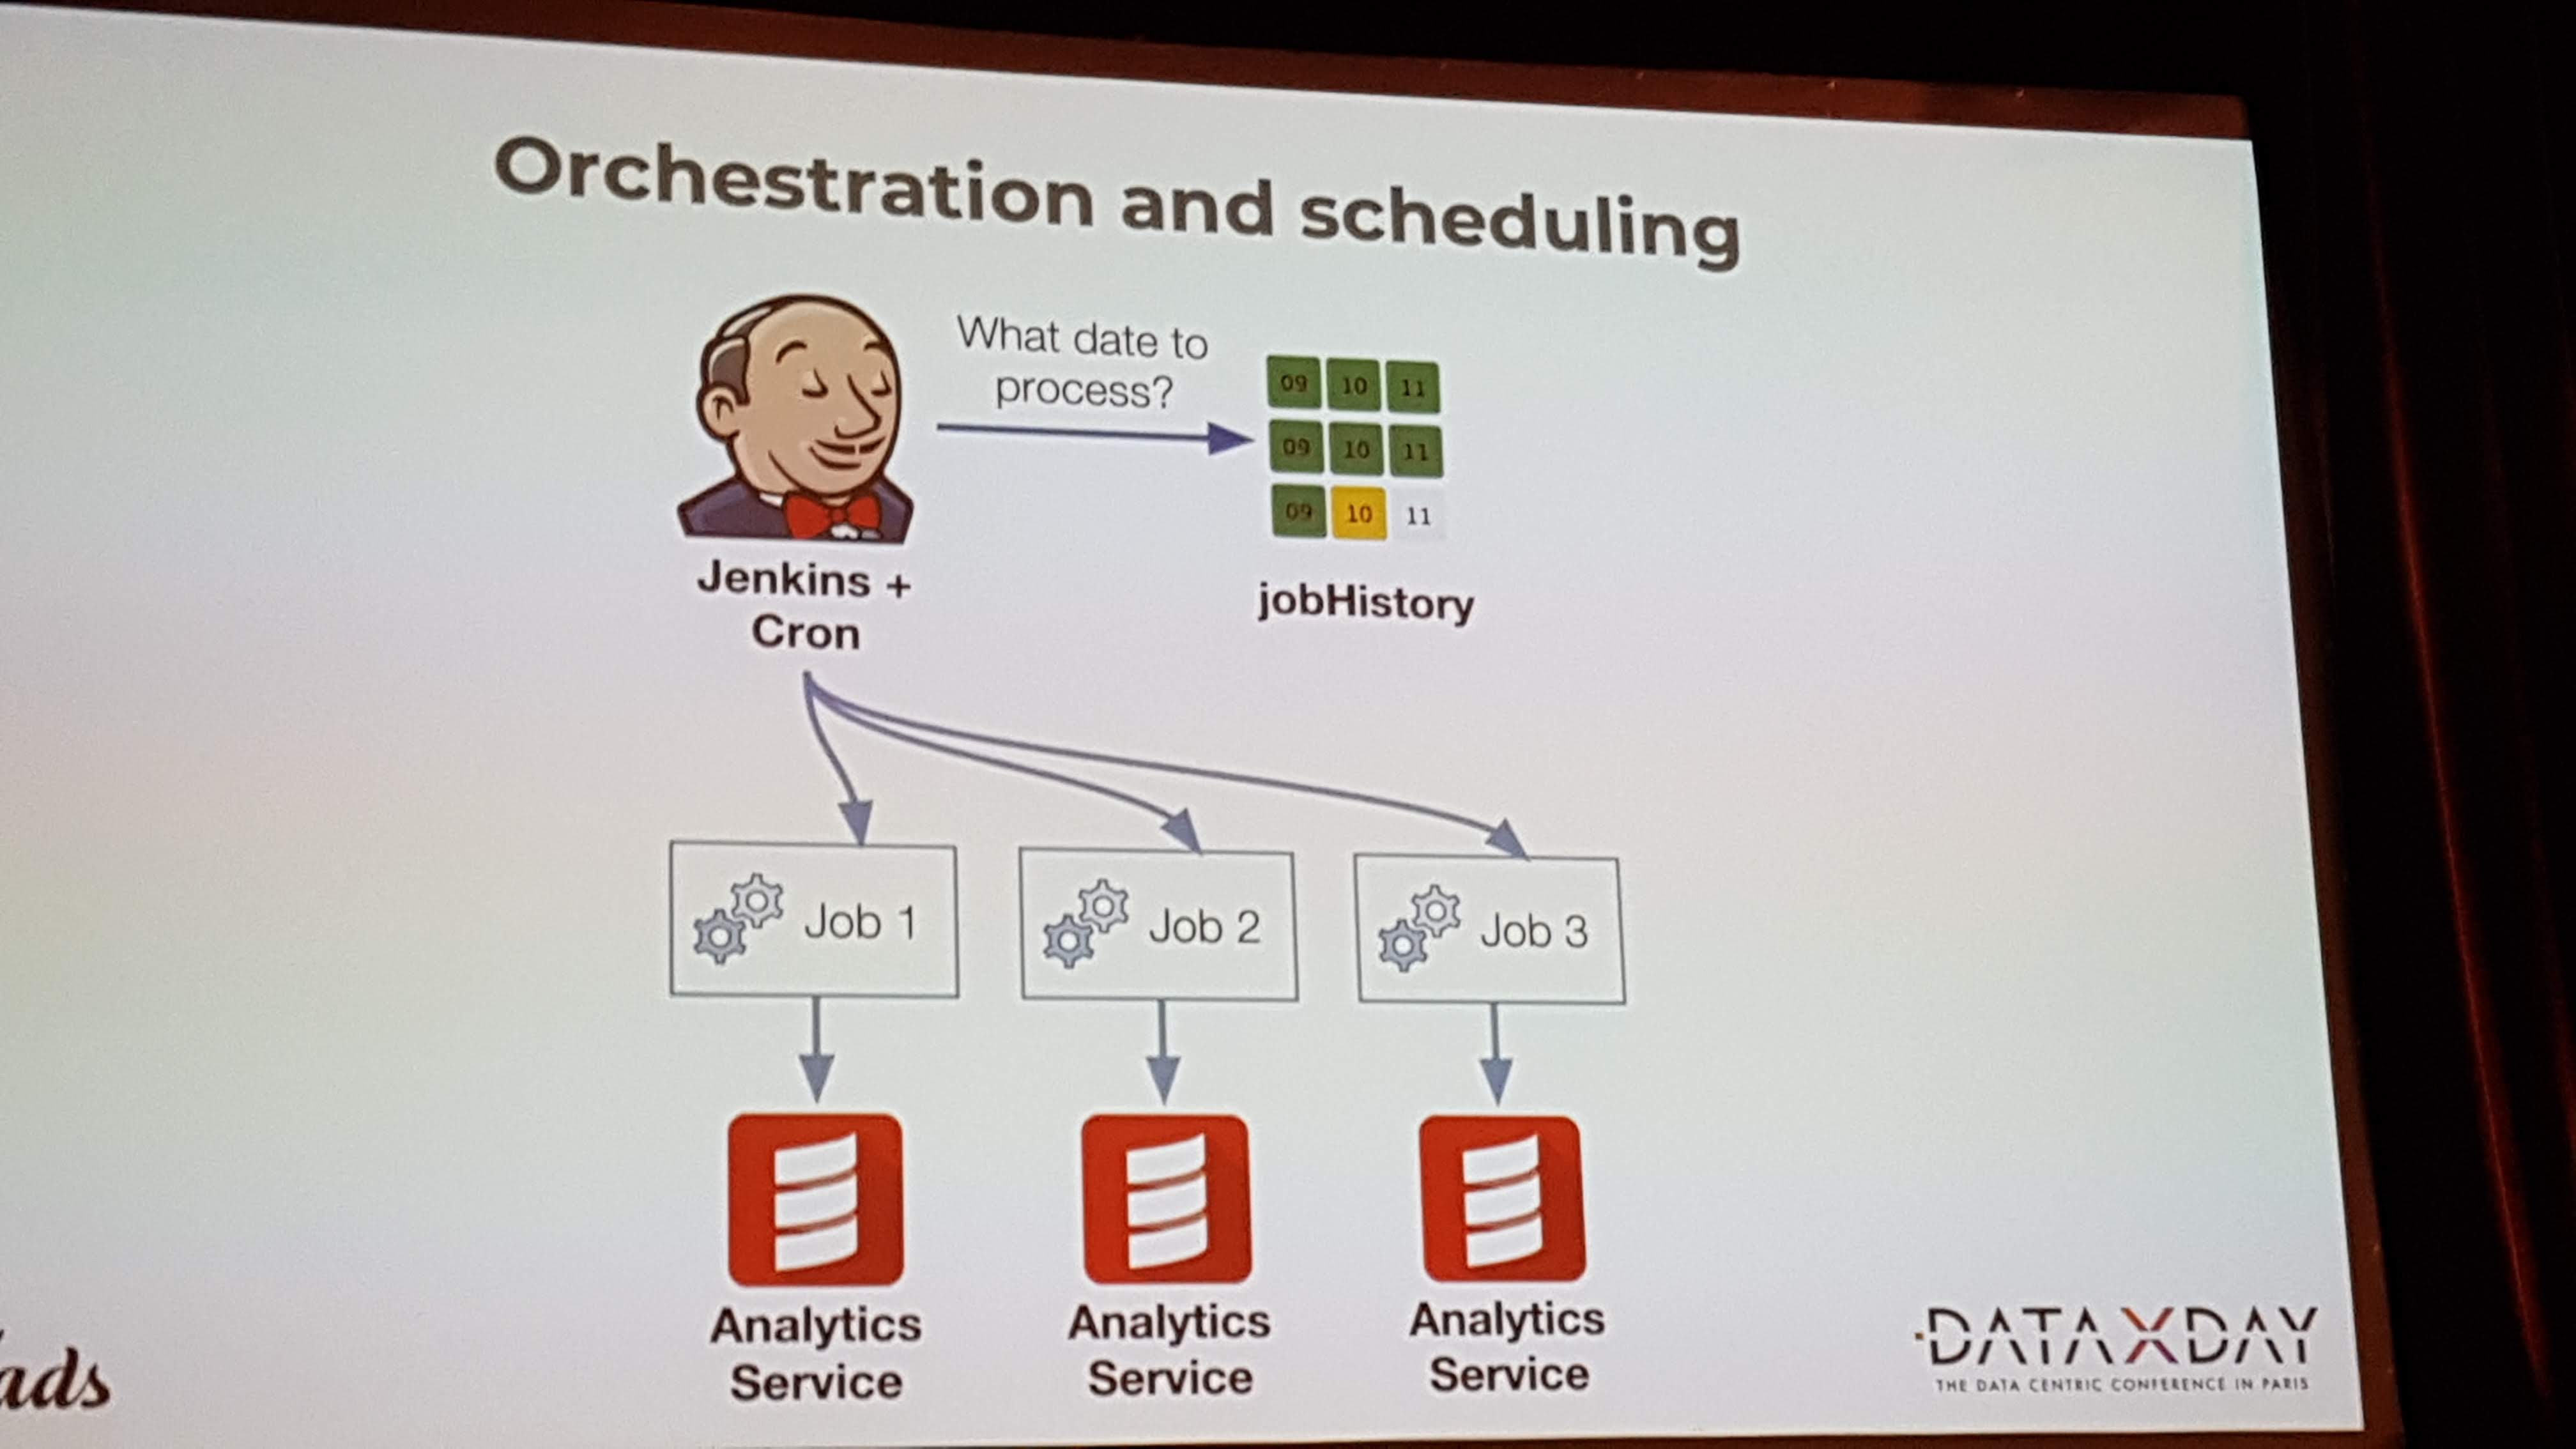 Orchestration and scheduling
What date to
process?
09 10 11
09 10 11
09 10 11
Jenkins +
Cron
jobHistory
Job 1
Job 2
Job 3
Analytics
Service
Analytics
Service
Analytics
Service
ads
DATAXDAY
THE DATA CENTRIC CONFERENCE IN PARIS